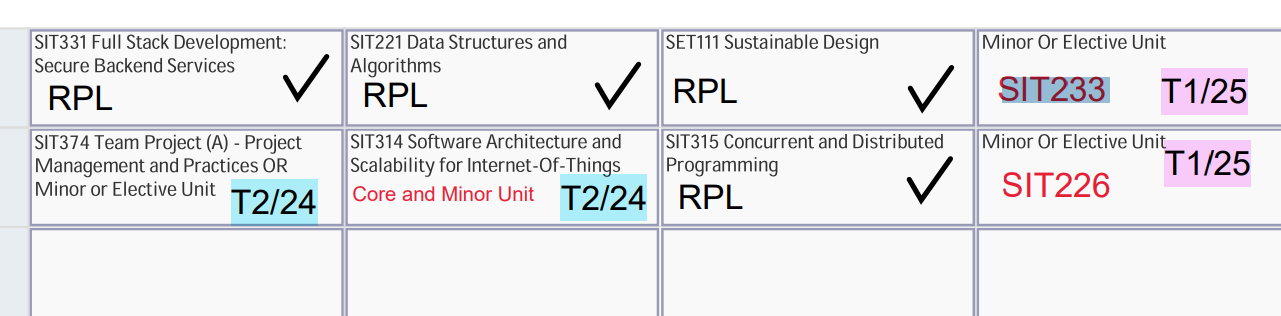 SIT331 Full Stack Development:
Secure Backend Services
RPL
SIT221 Data Structures and
Algorithms
RPL
SET111 Sustainable Design
RPL
Minor Or Elective Unit
SIT233
T1/25
SIT374 Team Project (A) - Project
Management and Practices OR
Minor or Elective Unit
T2/24
SIT314 Software Architecture and
Scalability for Internet-Of-Things
Core and Minor Unit
T2/24
SIT315 Concurrent and Distributed
Programming
RPL
Minor Or Elective Unit
T1/25
SIT226